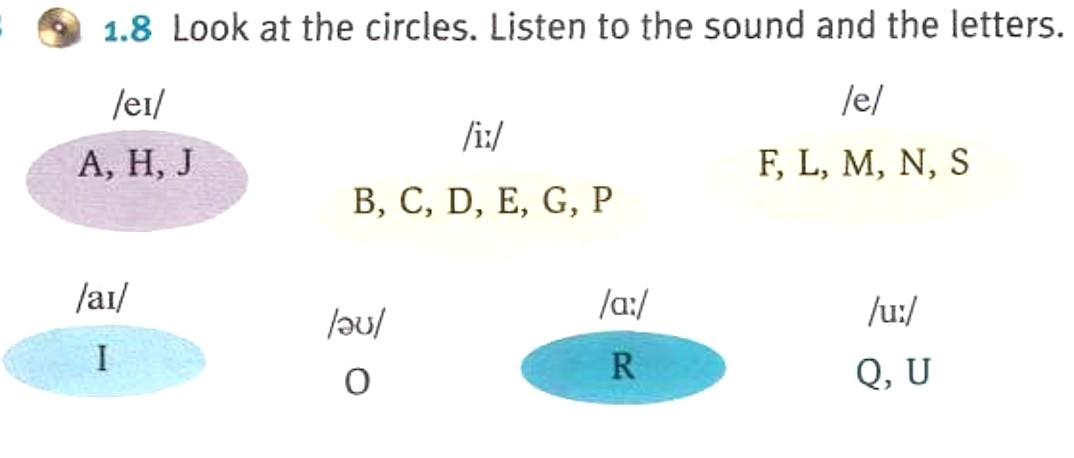 1.8 Look at the circles. Listen to the sound and the letters.
/eɪ/
A, H, J
/iː/
B, C, D, E, G, P
/e/
F, L, M, N, S
/aɪ/
I
/əʊ/
O
/ɑː/
R
/uː/
Q, U